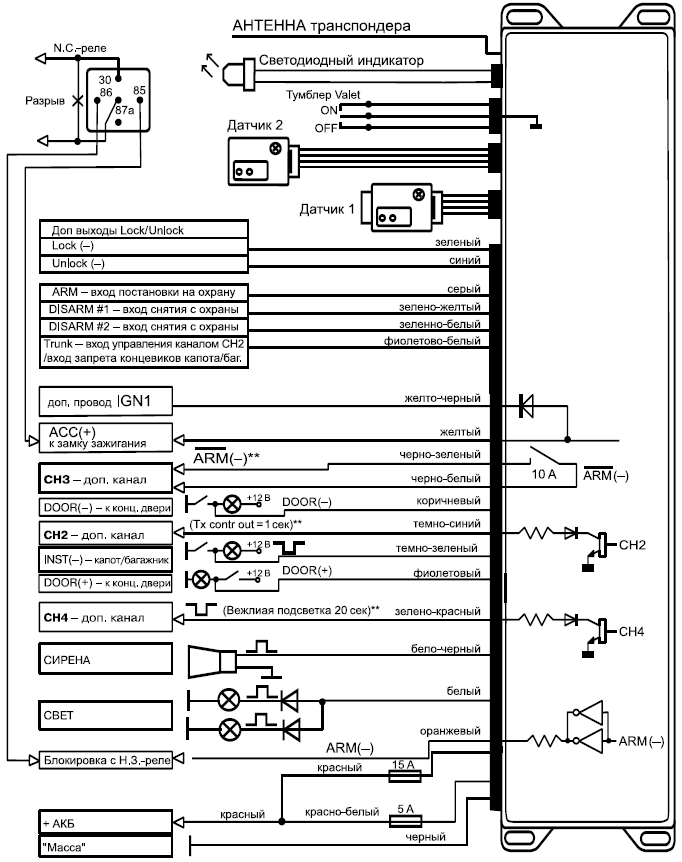 АНТЕННА транспондера
N.C.–реле
Светодиодный индикатор
30
86
85
87a
Разрыв
Тумблер Valet
ON
OFF
Датчик 2
Датчик 1
Доп выходы Lock/Unlock
Lock (–)
зеленый
Unlock (–)
синий
ARM – вход постановки на охрану
серый
DISARM #1 – вход снятия с охраны
зелено-желтый
DISARM #2 – вход снятия с охраны
зеленно-белый
Trunk – вход управления каналом CH2
/вход запрета концевиков капота/баг.
фиолетово-белый
доп. провод IGN1
желто-черный
ACC(+)
к замку зажигания
желтый
ARM(–)**
черно-зеленый
10 A
ARM(–)
CH3 – доп. канал
черно-белый
DOOR(–) – к конц. двери
+12 В
DOOR(–)
коричневый
CH2 – доп. канал
(Tx contr out = 1 сек)**
темно-синий
CH2
INST(–) – капот/багажник
+12 В
темно-зеленый
DOOR(+) – к конц. двери
+12 В
DOOR(+)
фиолетовый
CH4 – доп. канал
(Вежлиая подсветка 20 сек)**
зелено-красный
CH4
СИРЕНА
бело-черный
СВЕТ
белый
оранжевый
ARM(–)
Блокировка с Н.З.–реле
ARM(–)
красный
15 А
+ АКБ
красный
красно-белый
5 А
"Масса"
черный